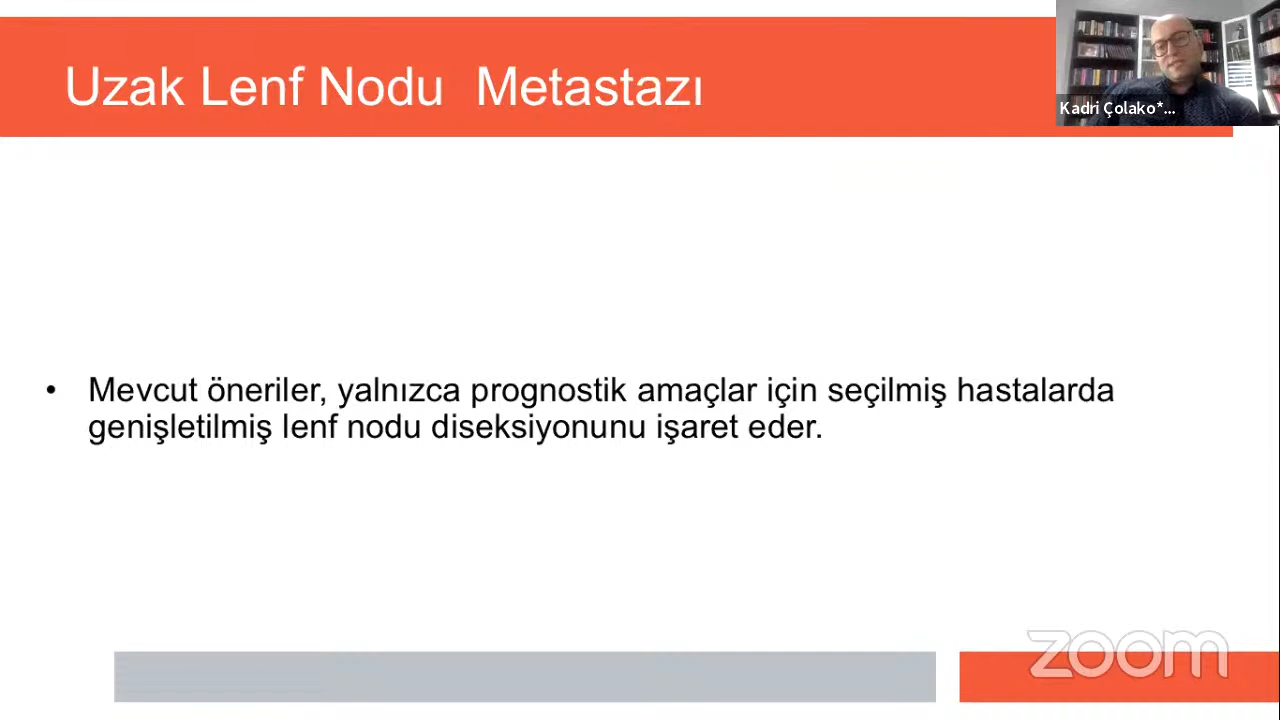 Uzak Lenf Nodu  Metastazı
Kadri Çolako*...
• Mevcut öneriler, yalnızca prognostik amaçlar için seçilmiş hastalarda
genişletilmiş lenf nodu diseksiyonunu işaret eder.
zoom